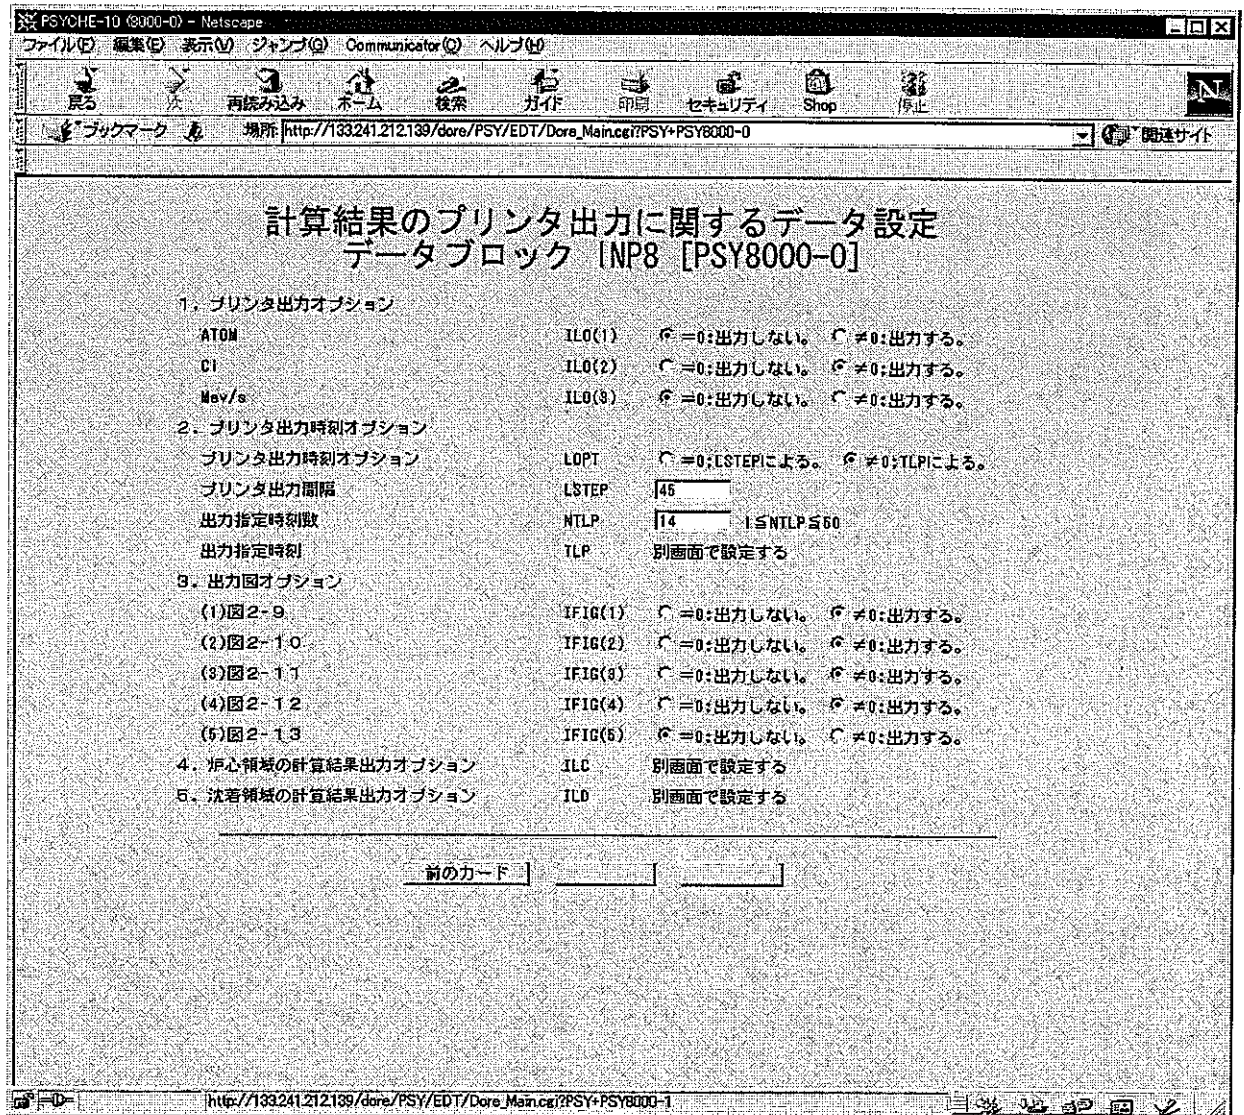 PSYCHE-10 (8000-0) - Netscape
ファイル(F) 編集(E) 表示(V) ジャンプ(G) Communicator(C) ヘルプ(H)
戻る 次 再読み込み ホーム 検索 ガイド 印刷 セキュリティ Shop 停止
N
ブックマーク 場所: http://133.241.212.139/dore/PSY/EDT/Dore_Main.cgi?PSY+PSY8000-0 関連サイト
計算結果のプリンタ出力に関するデータ設定
データブロック INP8 [PSY8000-0]
1. プリンタ出力オプション
ATOM ILO(1) =0:出力しない。 ≠0:出力する。
CI ILO(2) =0:出力しない。 ≠0:出力する。
Mev/s ILO(3) =0:出力しない。 ≠0:出力する。
2. プリンタ出力時刻オプション
プリンタ出力時刻オプション LOPT =0:LSTEPによる。 ≠0:TLPによる。
プリンタ出力間隔 LSTEP 45
出力指定時刻数 NTLP 14 1≦NTLP≦50
出力指定時刻 TLP 別画面で設定する
3. 出力図オプション
(1)図2-9 IFIG(1) =0:出力しない。 ≠0:出力する。
(2)図2-10 IFIG(2) =0:出力しない。 ≠0:出力する。
(3)図2-11 IFIG(3) =0:出力しない。 ≠0:出力する。
(4)図2-12 IFIG(4) =0:出力しない。 ≠0:出力する。
(5)図2-13 IFIG(5) =0:出力しない。 ≠0:出力する。
4. 炉心領域の計算結果出力オプション ILC 別画面で設定する
5. 沈着領域の計算結果出力オプション ILD 別画面で設定する
前のカード
http://133.241.212.139/dore/PSY/EDT/Dore_Main.cgi?PSY+PSY8000-1